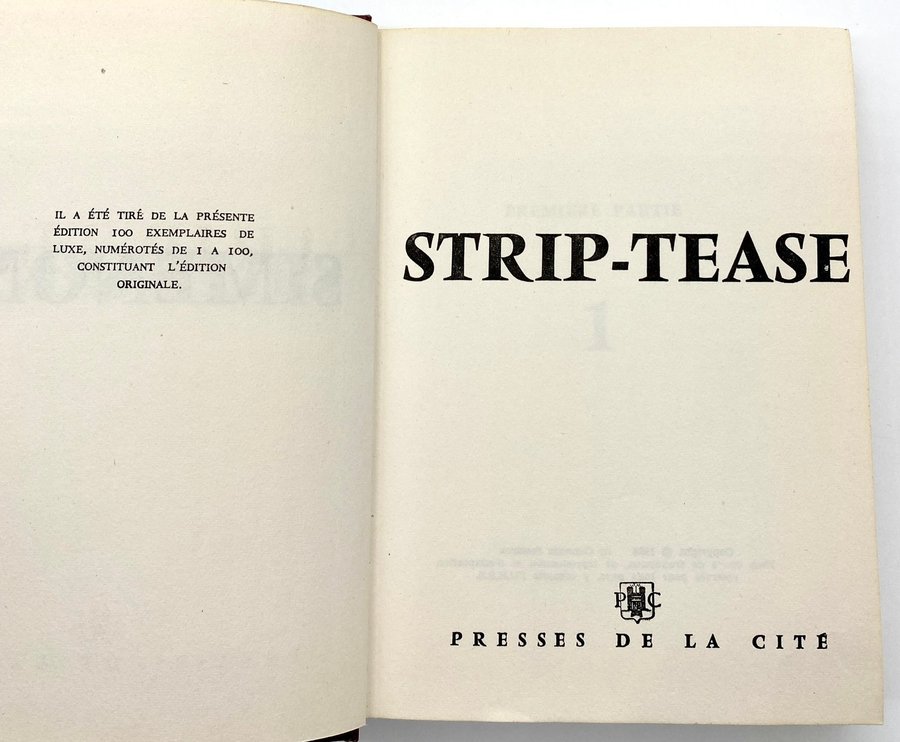 IL A ÉTÉ TIRÉ DE LA PRÉSENTE
ÉDITION 100 EXEMPLAIRES DE
LUXE, NUMÉROTÉS DE 1 A 100,
CONSTITUANT L'ÉDITION
ORIGINALE.
STRIP-TEASE
P C
PRESSES DE LA CITÉ